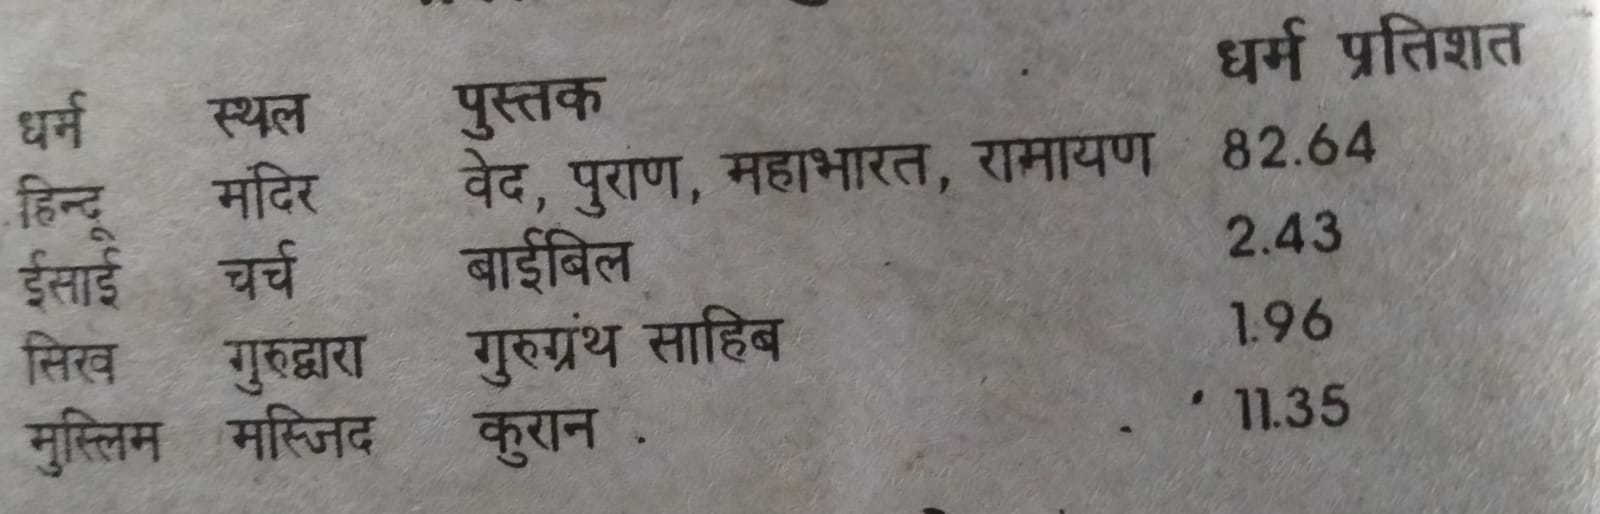 धर्म स्थल पुस्तक धर्म प्रतिशत
हिन्दू मंदिर वेद, पुराण, महाभारत, रामायण 82.64
ईसाई चर्च बाईबिल 2.43
सिख गुरुद्वारा गुरुग्रंथ साहिब 1.96
मुस्लिम मस्जिद कुरान . 11.35